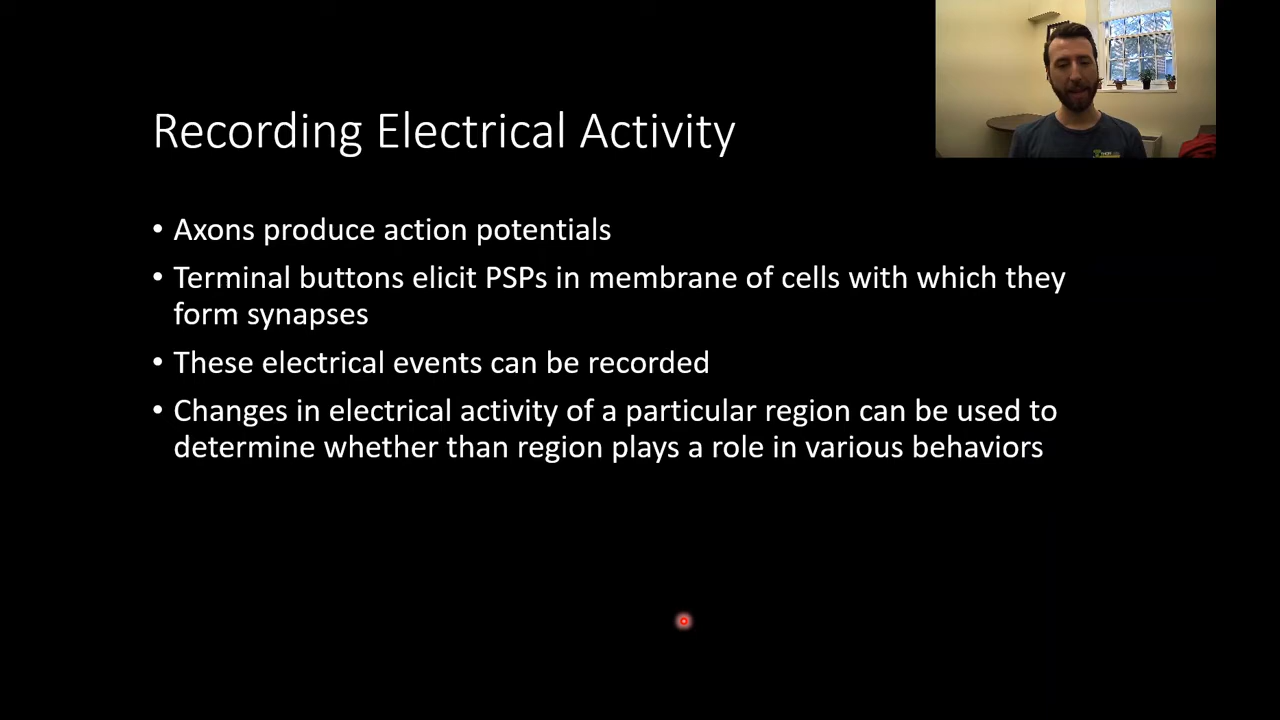 Recording Electrical Activity
• Axons produce action potentials
• Terminal buttons elicit PSPs in membrane of cells with which they
form synapses
• These electrical events can be recorded
• Changes in electrical activity of a particular region can be used to
determine whether than region plays a role in various behaviors